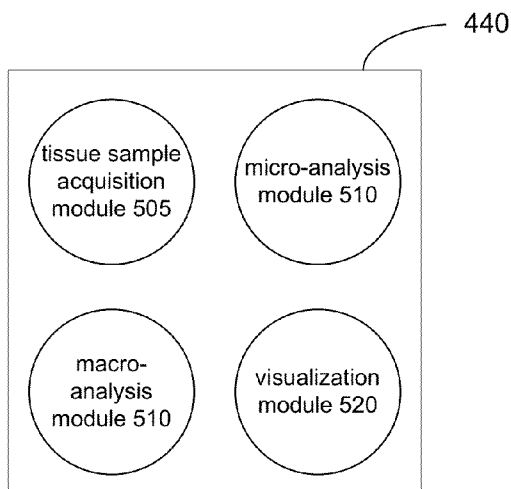 440
tissue sample
acquisition
module 505
micro-analysis
module 510
macro-
analysis
module 510
visualization
module 520